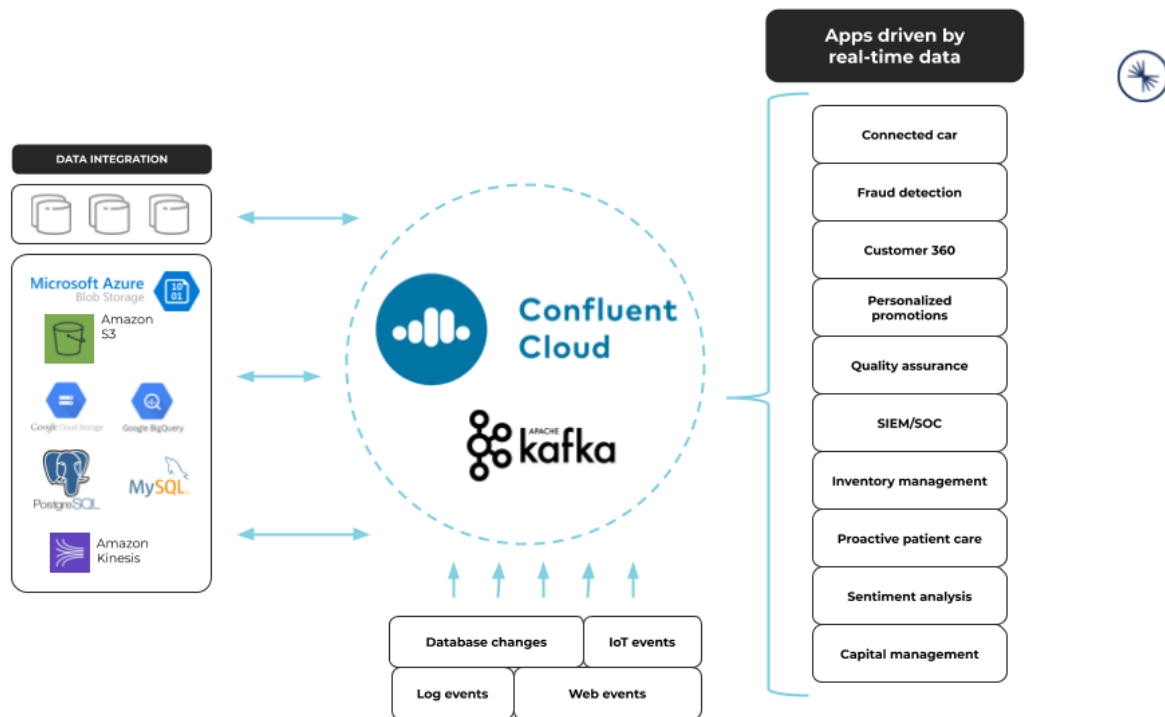 Apps driven by
real-time data
DATA INTEGRATION
Microsoft Azure
Blob Storage
10
01
Amazon
S3
Google Cloud Storage
Google BigQuery
PostgreSQL
MySQL
Amazon
Kinesis
Confluent
Cloud
APACHE
kafka
Database changes
IoT events
Log events
Web events
Connected car
Fraud detection
Customer 360
Personalized
promotions
Quality assurance
SIEM/SOC
Inventory management
Proactive patient care
Sentiment analysis
Capital management